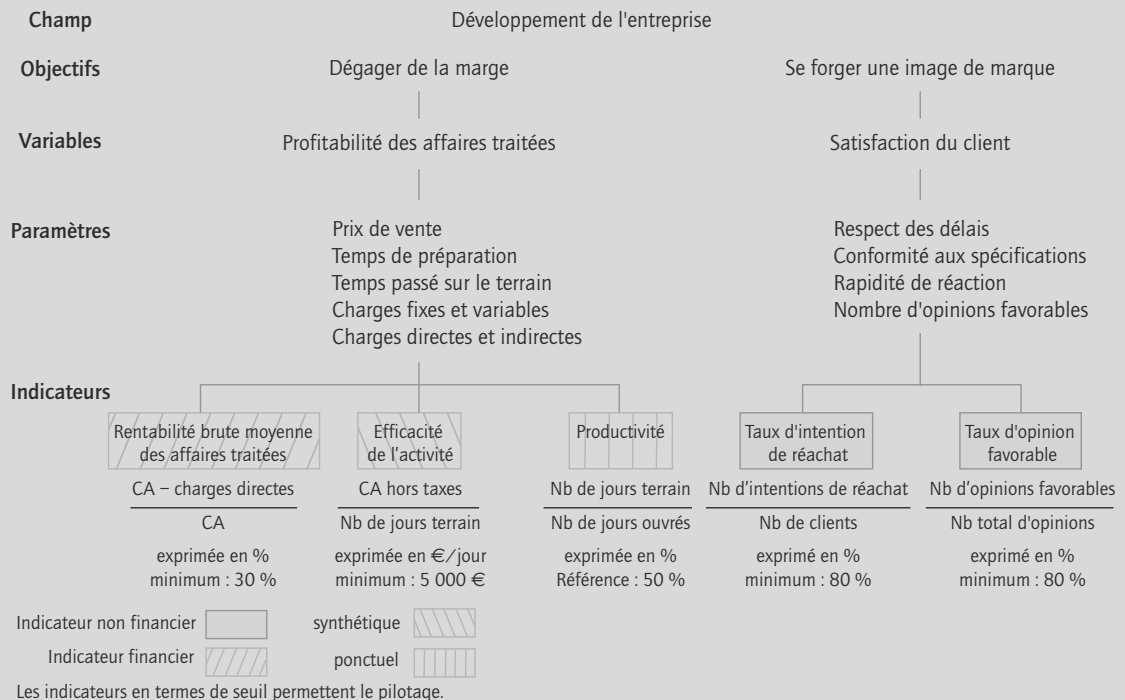 Champ
Développement de l'entreprise
Objectifs
Dégager de la marge
Se forger une image de marque
Variables
Profitabilité des affaires traitées
Satisfaction du client
Paramètres
Prix de vente
Temps de préparation
Temps passé sur le terrain
Charges fixes et variables
Charges directes et indirectes
Respect des délais
Conformité aux spécifications
Rapidité de réaction
Nombre d'opinions favorables
Indicateurs
Rentabilité brute moyenne
des affaires traitées
CA – charges directes
CA
exprimée en %
minimum : 30 %
Efficacité
de l’activité
CA hors taxes
Nb de jours terrain
exprimée en €/jour
minimum : 5 000 €
Productivité
Nb de jours terrain
Nb de jours ouvrés
exprimée en %
Référence : 50 %
Taux d'intention
de réachat
Nb d’intentions de réachat
Nb de clients
exprimé en %
minimum : 80 %
Taux d'opinion
favorable
Nb d’opinions favorables
Nb total d'opinions
exprimé en %
minimum : 80 %
Indicateur non financier
synthétique
Indicateur financier
ponctuel
Les indicateurs en termes de seuil permettent le pilotage.